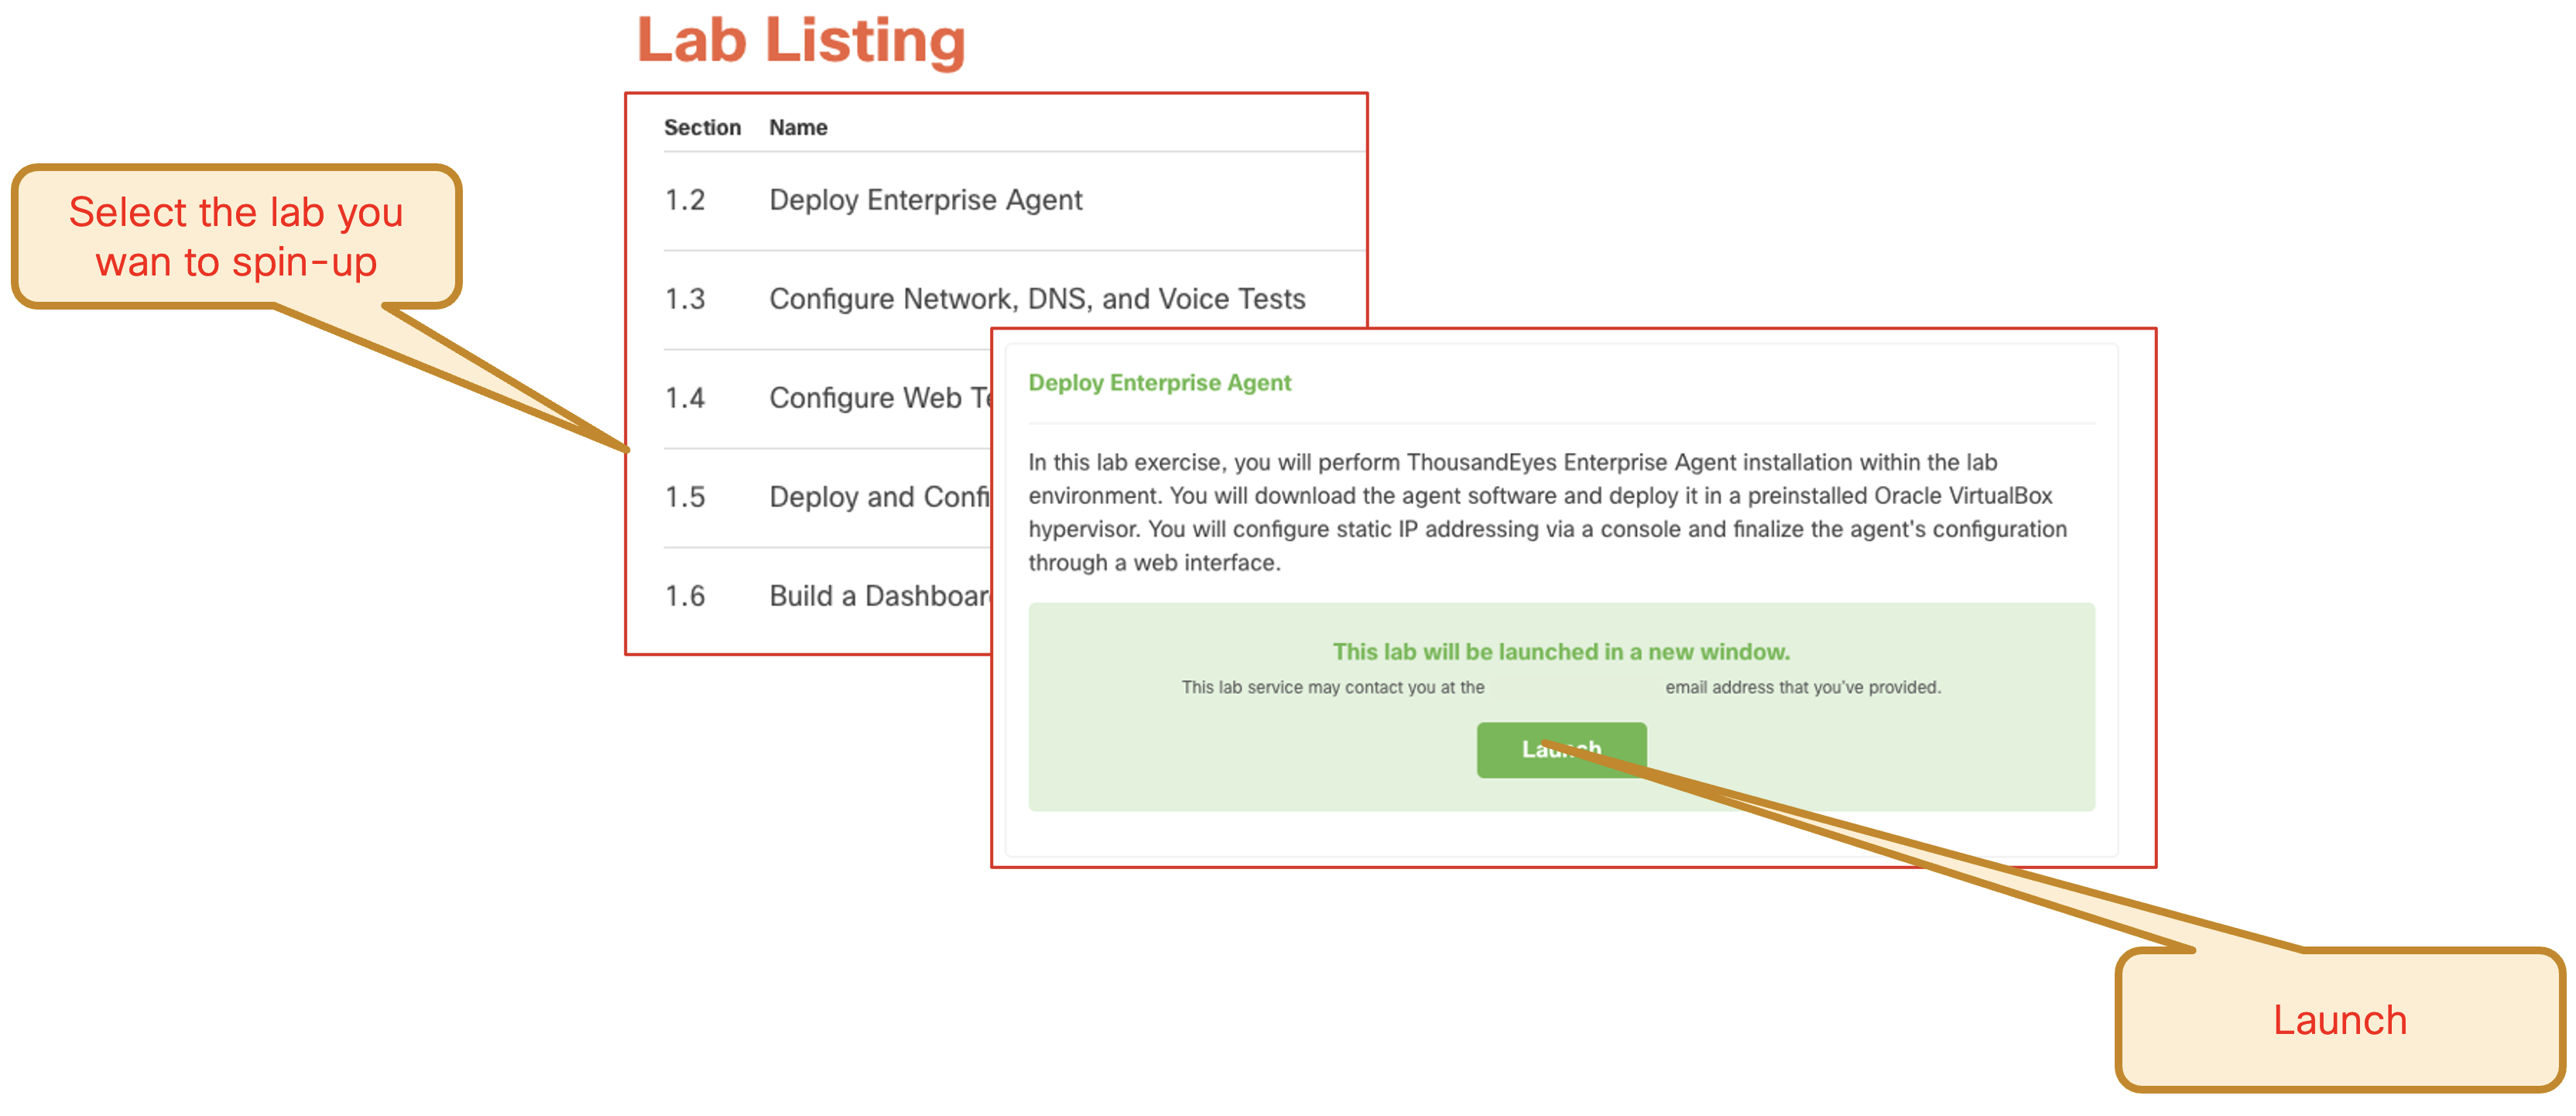 Lab Listing
Section Name
1.2 Deploy Enterprise Agent
1.3 Configure Network, DNS, and Voice Tests
1.4 Configure Web Te
1.5 Deploy and Confi
1.6 Build a Dashboar
Select the lab you
wan to spin-up
Deploy Enterprise Agent
In this lab exercise, you will perform ThousandEyes Enterprise Agent installation within the lab
environment. You will download the agent software and deploy it in a preinstalled Oracle VirtualBox
hypervisor. You will configure static IP addressing via a console and finalize the agent's configuration
through a web interface.
This lab will be launched in a new window.
This lab service may contact you at the email address that you've provided.
Launch
Launch